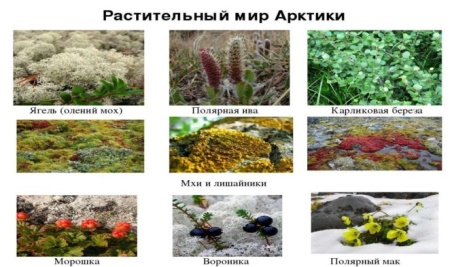 Растительный мир Арктики
Ягель (олений мох) Полярная ива Карликовая береза
Мхи и лишайники
Морошка Вороника Полярный мак